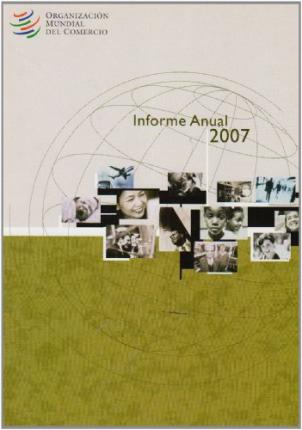 ORGANIZACIÓN
MUNDIAL
DEL COMERCIO
Informe Anual
2007